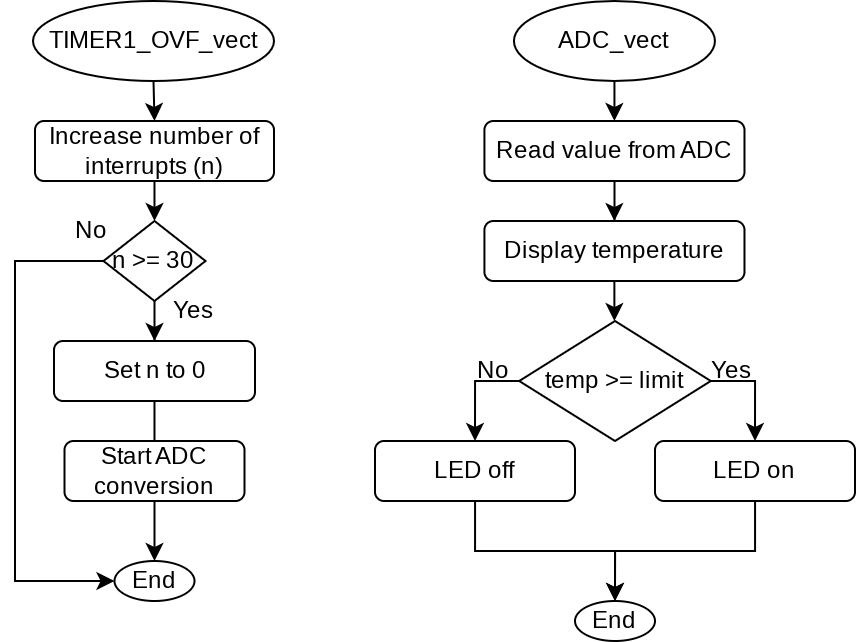 TIMER1_OVF_vect
Increase number of
interrupts (n)
No
n >= 30
Yes
Set n to 0
Start ADC
conversion
End
ADC_vect
Read value from ADC
Display temperature
No
temp >= limit
Yes
LED off
LED on
End